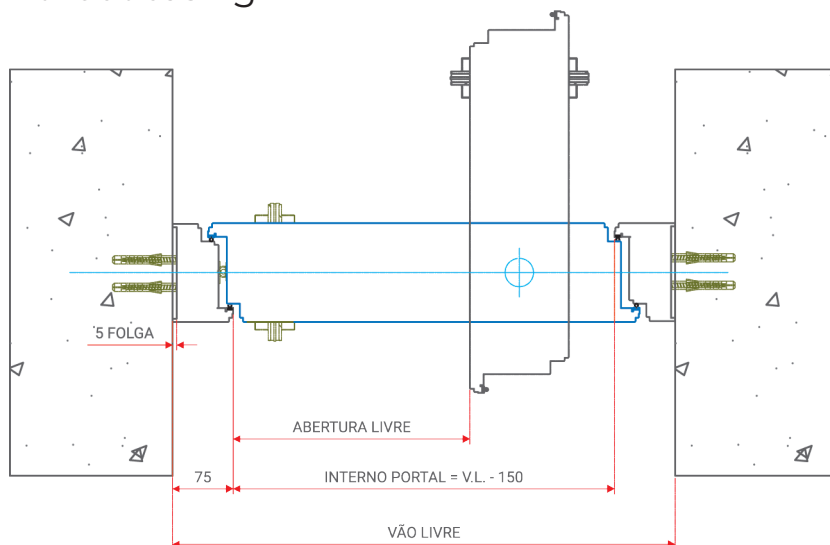 5 FOLGA
ABERTURA LIVRE
75
INTERNO PORTAL = V.L. - 150
VÃO LIVRE